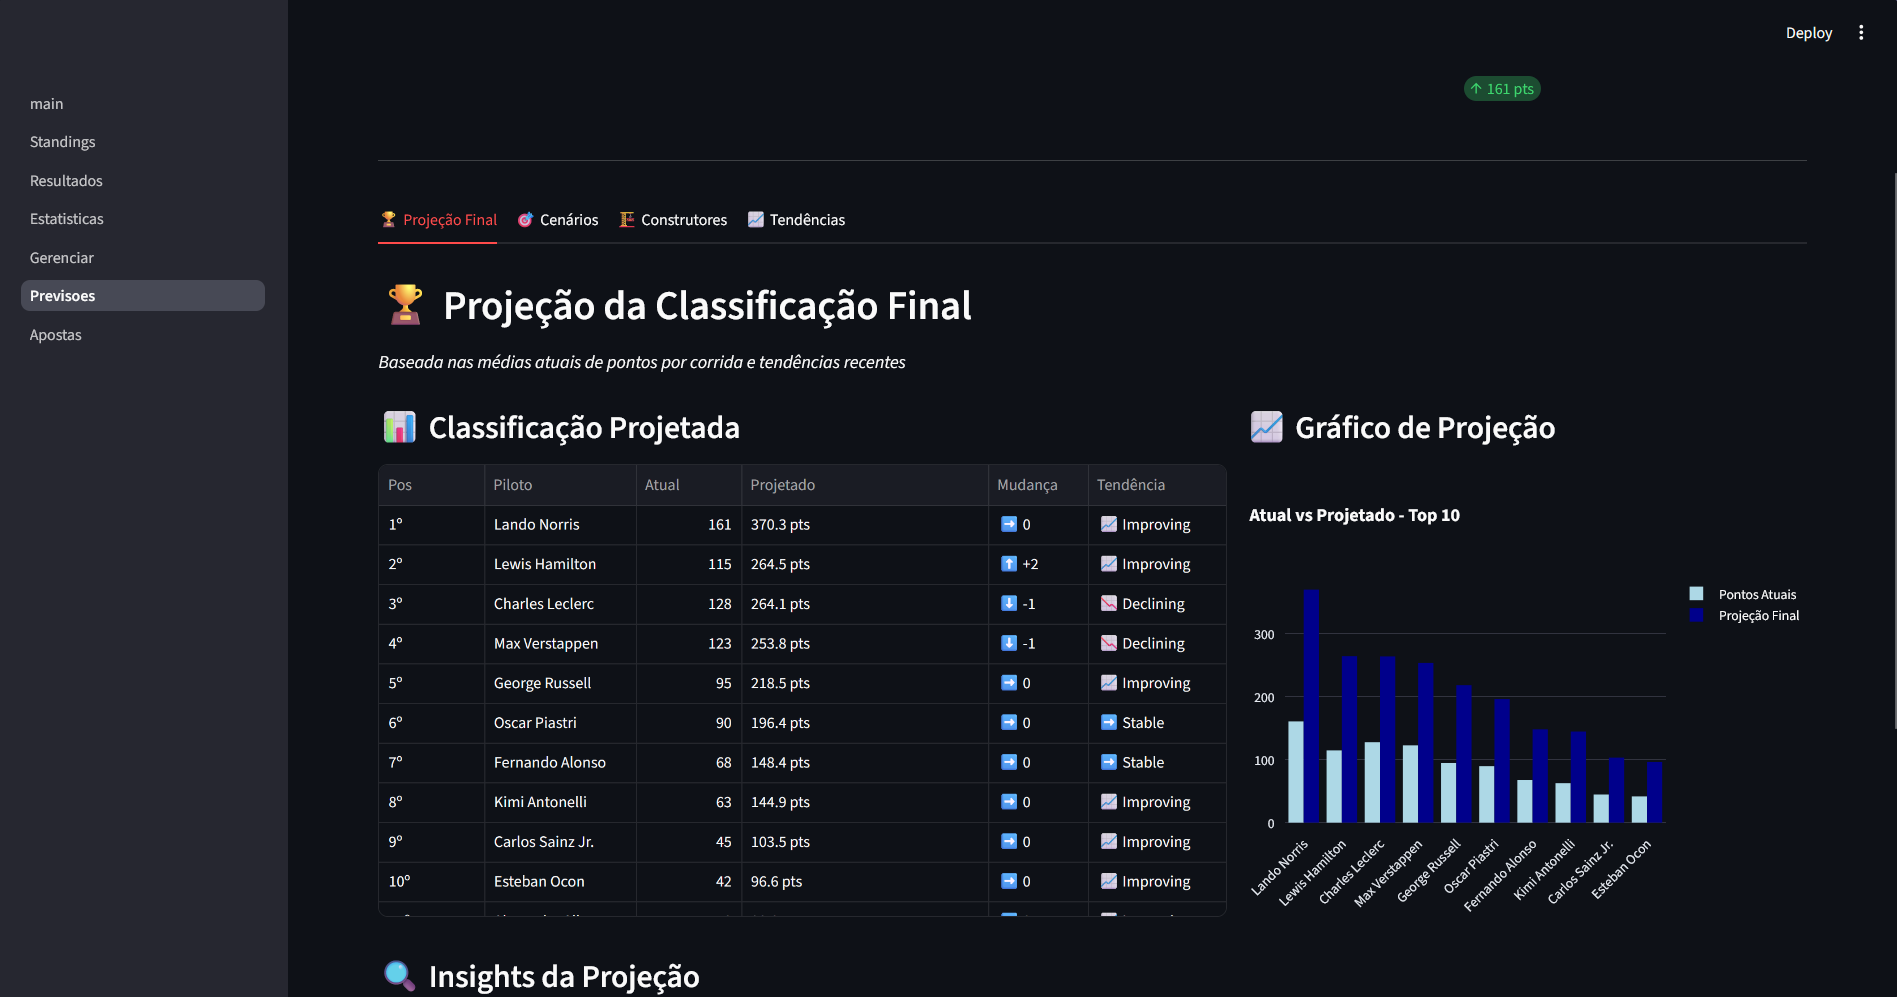 Deploy
main
Standings
Resultados
Estatisticas
Gerenciar
Previsoes
Apostas
↑ 161 pts
Projeção Final
Cenários
Construtores
Tendências
Projeção da Classificação Final
Baseada nas médias atuais de pontos por corrida e tendências recentes
Classificação Projetada
Pos Piloto Atual Projetado Mudança Tendência
1º Lando Norris 161 370.3 pts ➡️ 0 Improving
2º Lewis Hamilton 115 264.5 pts ⬆️ +2 Improving
3º Charles Leclerc 128 264.1 pts ⬇️ -1 Declining
4º Max Verstappen 123 253.8 pts ⬇️ -1 Declining
5º George Russell 95 218.5 pts ➡️ 0 Improving
6º Oscar Piastri 90 196.4 pts ➡️ 0 ➡️ Stable
7º Fernando Alonso 68 148.4 pts ➡️ 0 ➡️ Stable
8º Kimi Antonelli 63 144.9 pts ➡️ 0 Improving
9º Carlos Sainz Jr. 45 103.5 pts ➡️ 0 Improving
10º Esteban Ocon 42 96.6 pts ➡️ 0 Improving
Gráfico de Projeção
Atual vs Projetado - Top 10
Pontos Atuais
Projeção Final
300
200
100
0
Lando Norris
Lewis Hamilton
Charles Leclerc
Max Verstappen
George Russell
Oscar Piastri
Fernando Alonso
Kimi Antonelli
Carlos Sainz Jr.
Esteban Ocon
Insights da Projeção